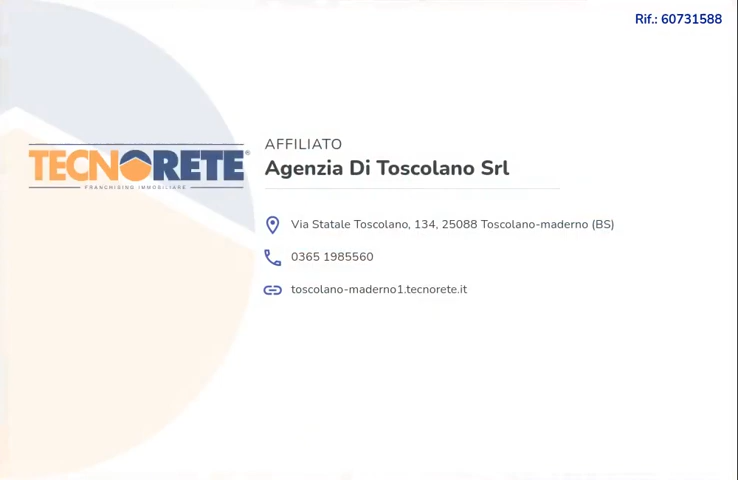 Rif.: 60731588
AFFILIATO
TECNORETE®
Agenzia Di Toscolano Srl
FRANCHISING IMMOBILIARE
Via Statale Toscolano, 134, 25088 Toscolano-maderno (BS)
0365 1985560
toscolano-maderno1.tecnorete.it